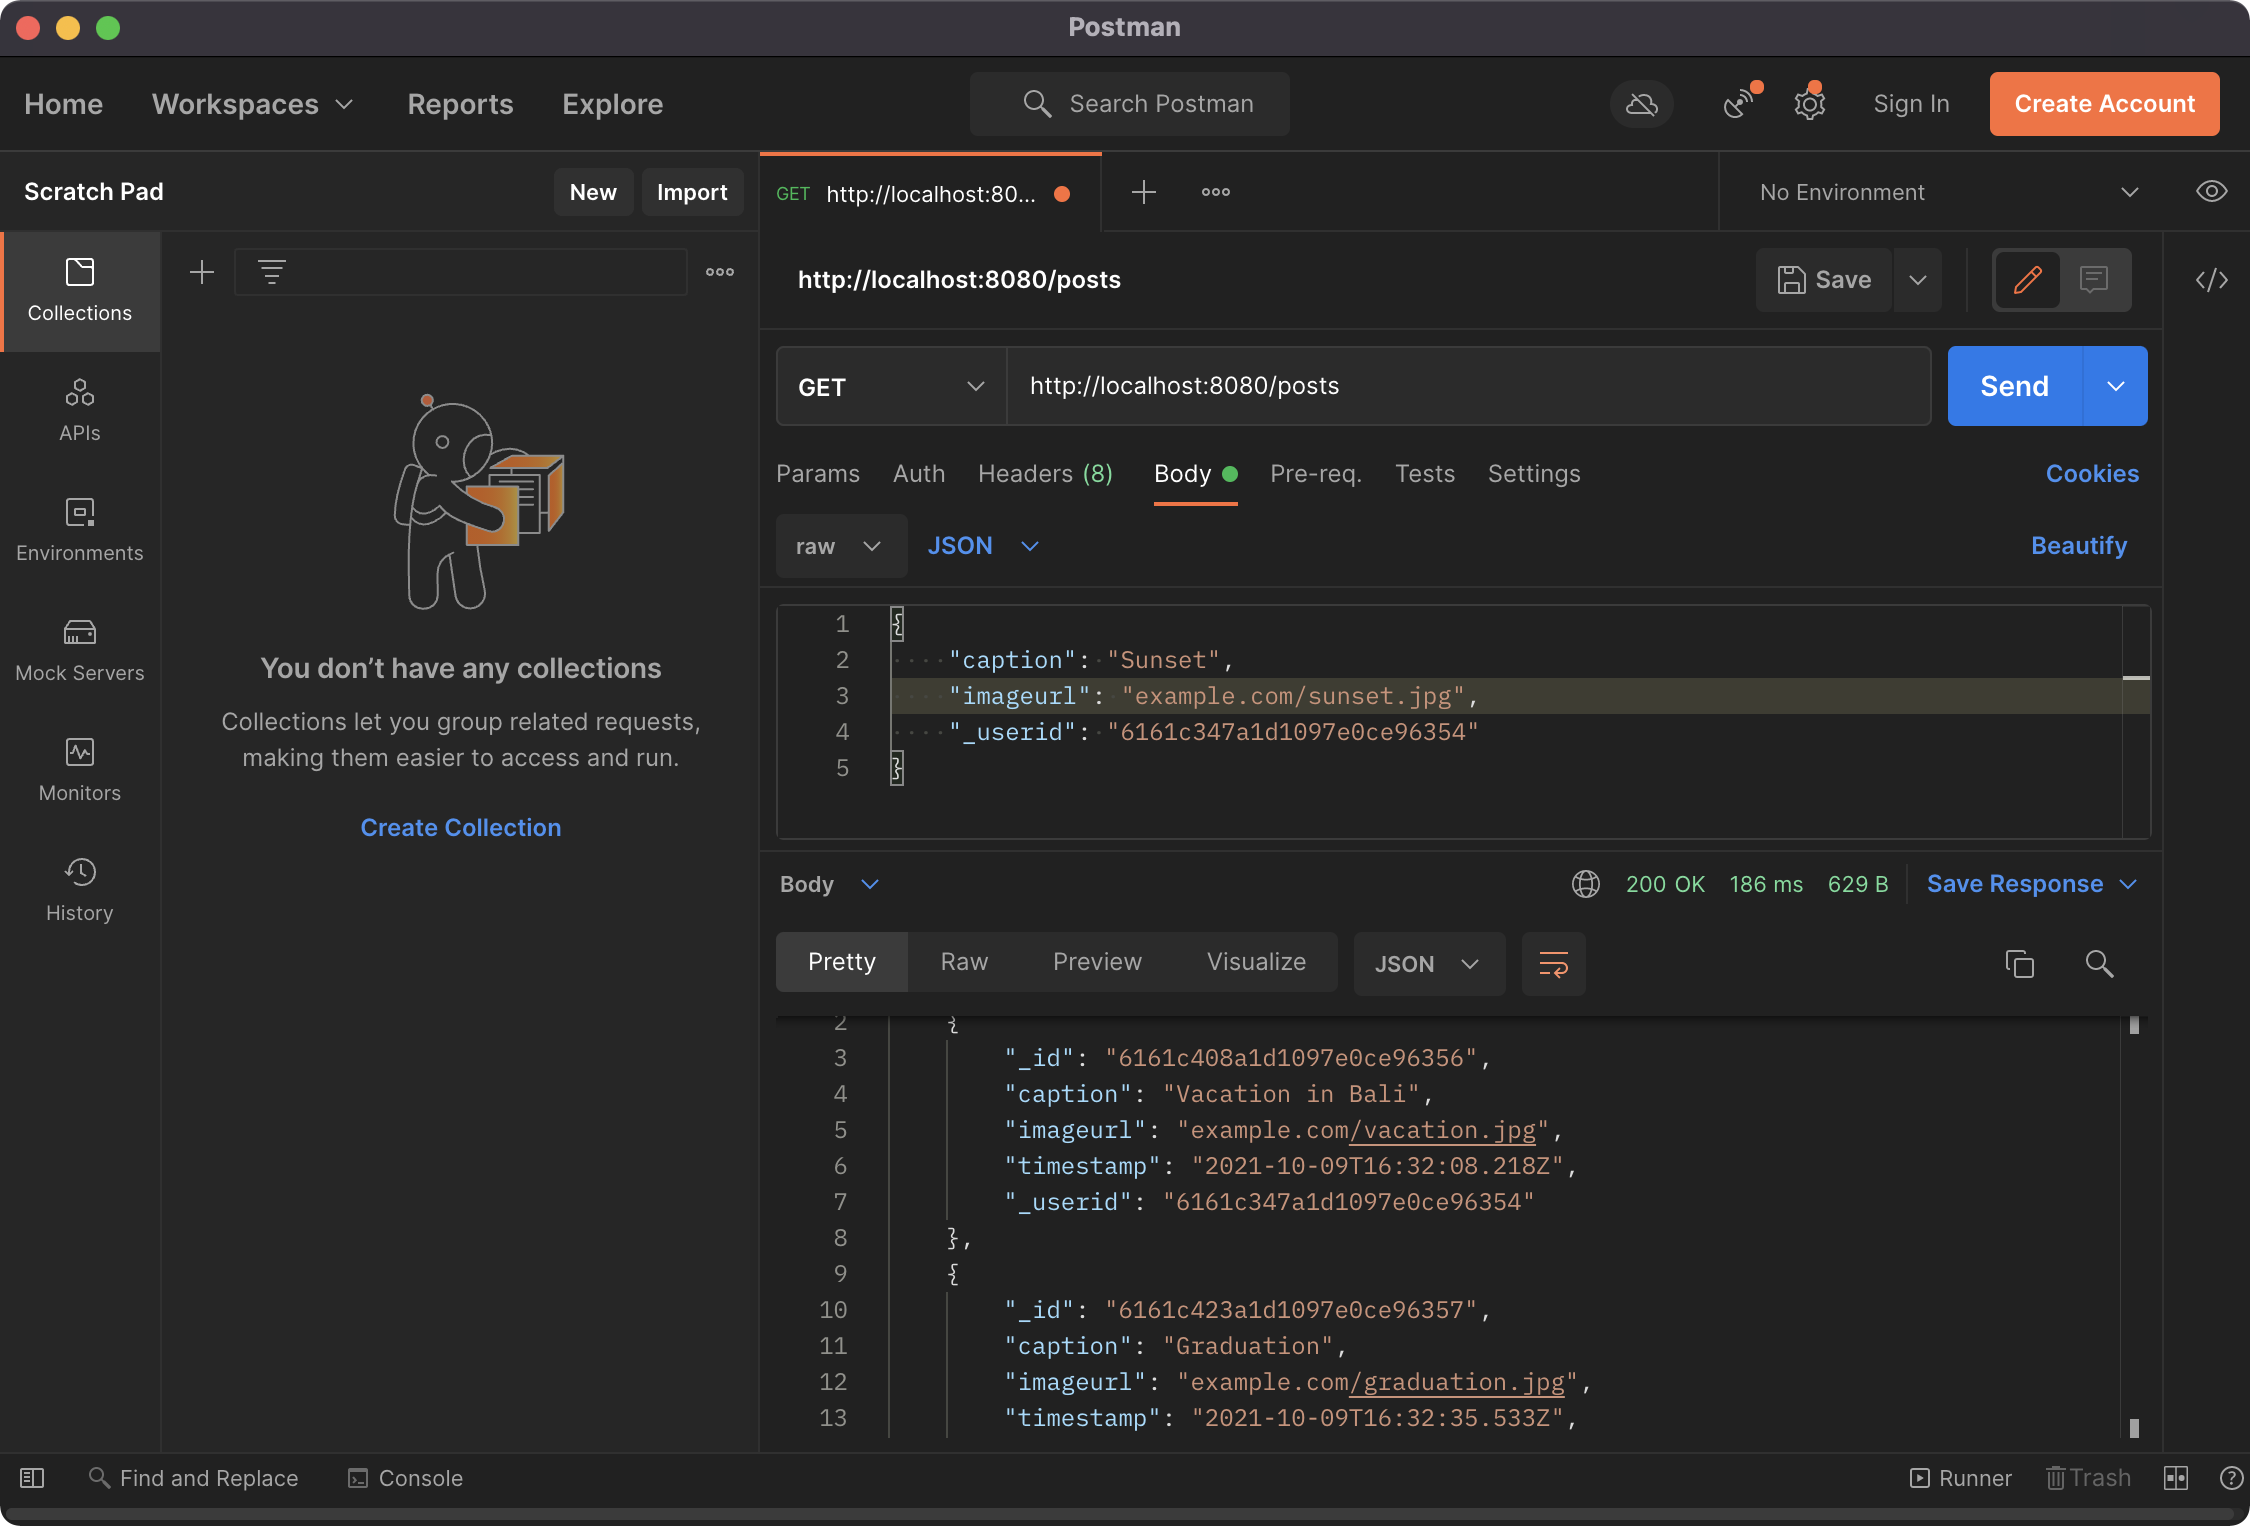 Postman
Home Workspaces Reports Explore Search Postman Sign In Create Account
Scratch Pad New Import GET http://localhost:80... No Environment
Collections
APIs
Environments
Mock Servers
Monitors
History
You don’t have any collections
Collections let you group related requests,
making them easier to access and run.
Create Collection
http://localhost:8080/posts Save
GET http://localhost:8080/posts Send
Params Auth Headers (8) Body Pre-req. Tests Settings Cookies
raw JSON Beautify
1 {
2 "caption": "Sunset",
3 "imageurl": "example.com/sunset.jpg",
4 "_userid": "6161c347a1d1097e0ce96354"
5 }
Body 200 OK 186 ms 629 B Save Response
Pretty Raw Preview Visualize JSON
2 {
3 "_id": "6161c408a1d1097e0ce96356",
4 "caption": "Vacation in Bali",
5 "imageurl": "example.com/vacation.jpg",
6 "timestamp": "2021-10-09T16:32:08.218Z",
7 "_userid": "6161c347a1d1097e0ce96354"
8 },
9 {
10 "_id": "6161c423a1d1097e0ce96357",
11 "caption": "Graduation",
12 "imageurl": "example.com/graduation.jpg",
13 "timestamp": "2021-10-09T16:32:35.533Z",
Find and Replace Console Runner Trash